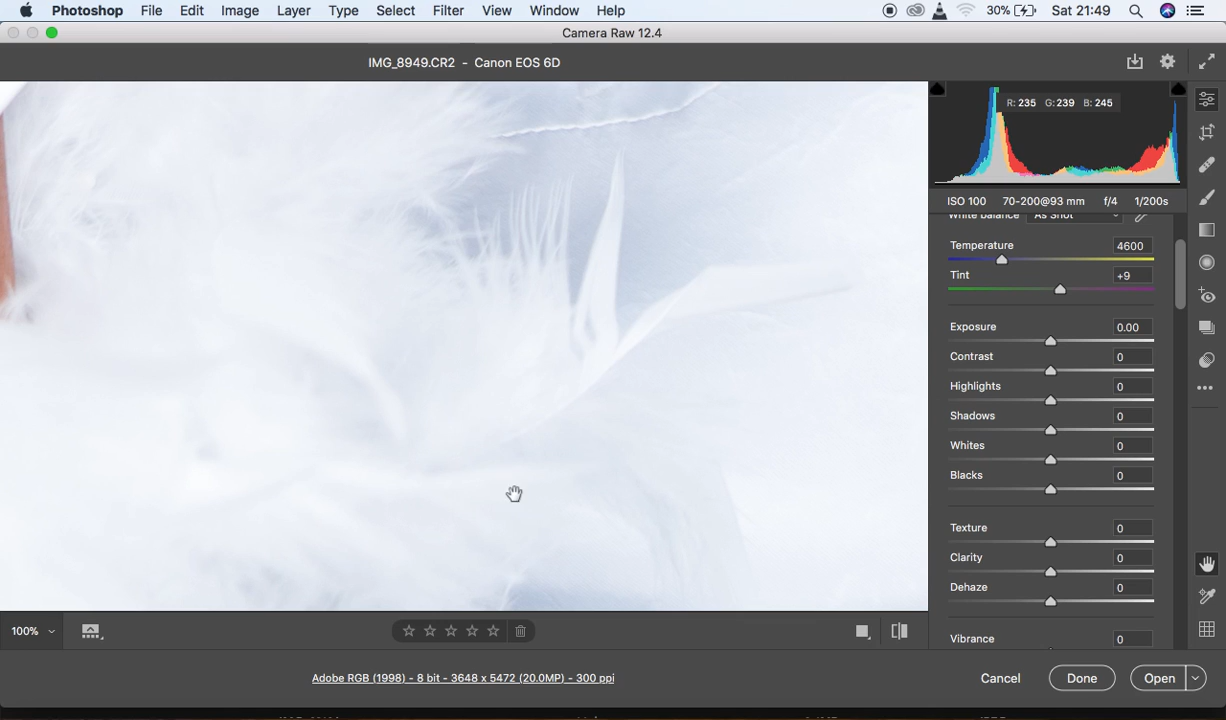 Photoshop File Edit Image Layer Type Select Filter View Window Help 30% Sat 21:49
Camera Raw 12.4
IMG_8949.CR2 - Canon EOS 6D
R: 235 G: 239 B: 245
ISO 100 70-200@93 mm f/4 1/200s
White Balance As Shot
Temperature 4600
Tint +9
Exposure 0.00
Contrast 0
Highlights 0
Shadows 0
Whites 0
Blacks 0
Texture 0
Clarity 0
Dehaze 0
Vibrance 0
100%
Adobe RGB (1998) - 8 bit - 3648 x 5472 (20.0MP) - 300 ppi
Cancel Done Open